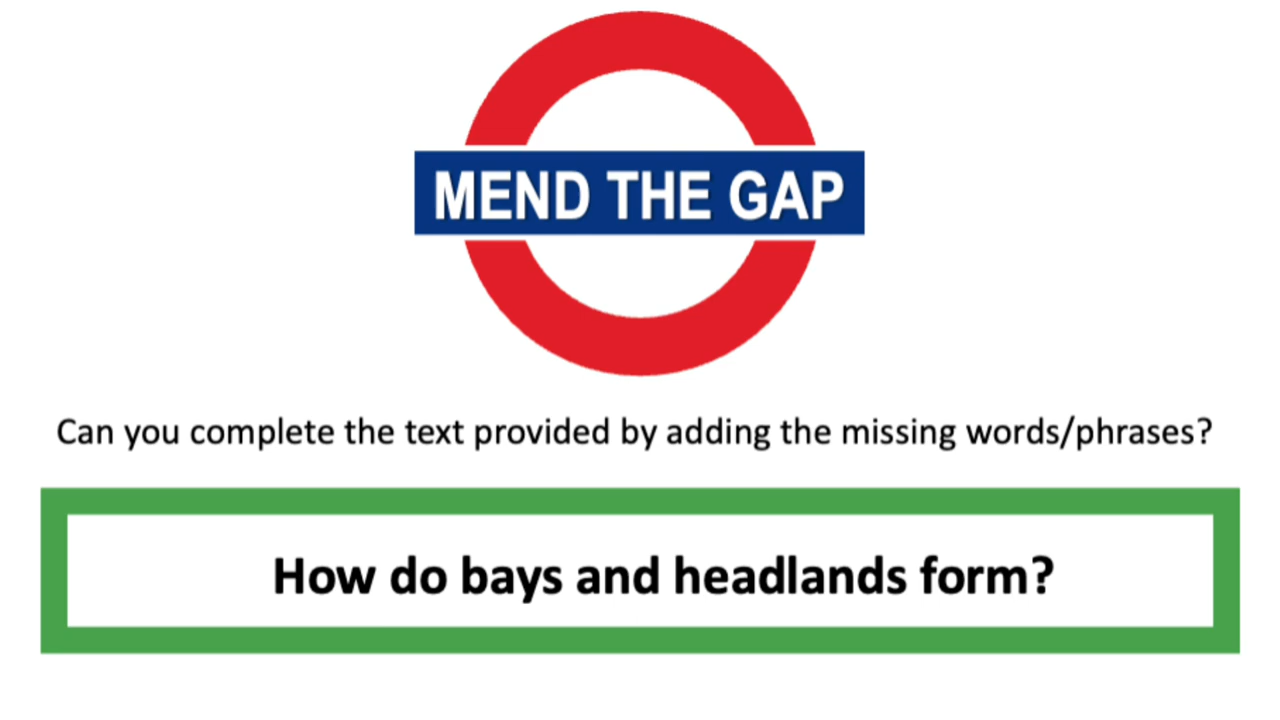 MEND THE GAP
Can you complete the text provided by adding the missing words/phrases?
How do bays and headlands form?